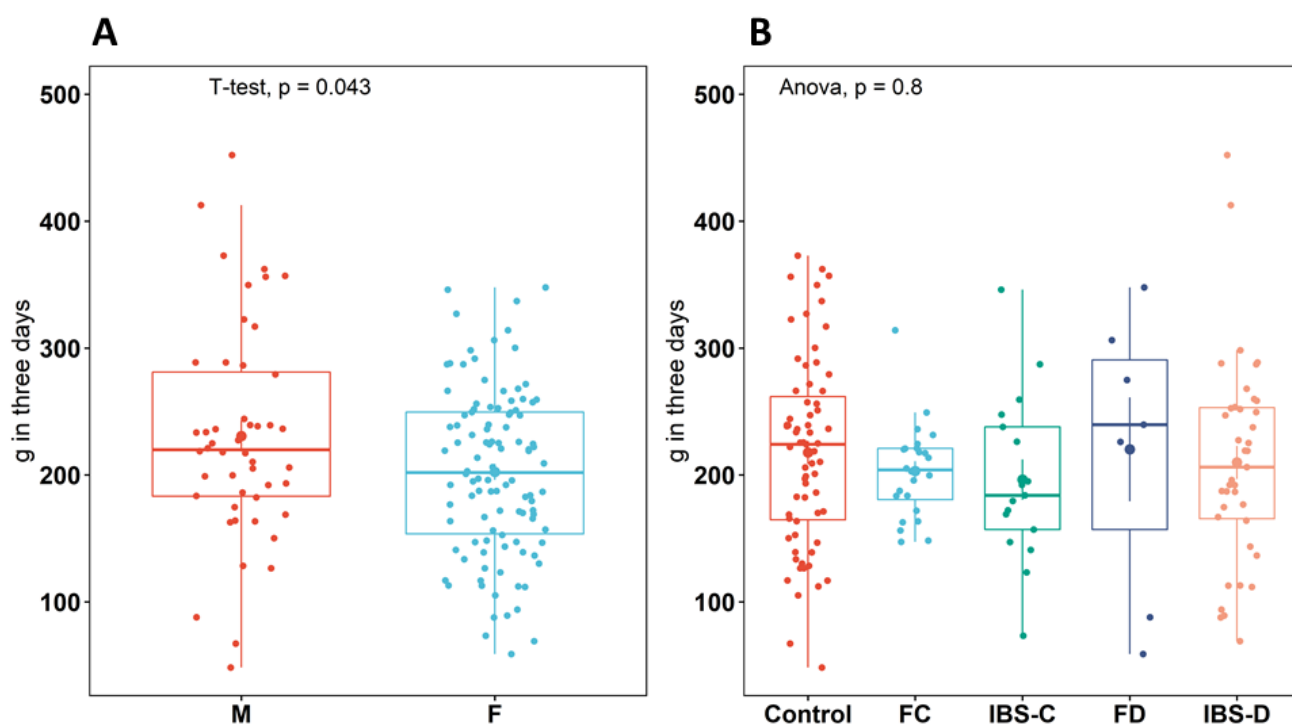 A
T-test, p = 0.043
g in three days
500
400
300
200
100
M F
B
Anova, p = 0.8
g in three days
500
400
300
200
100
Control FC IBS-C FD IBS-D